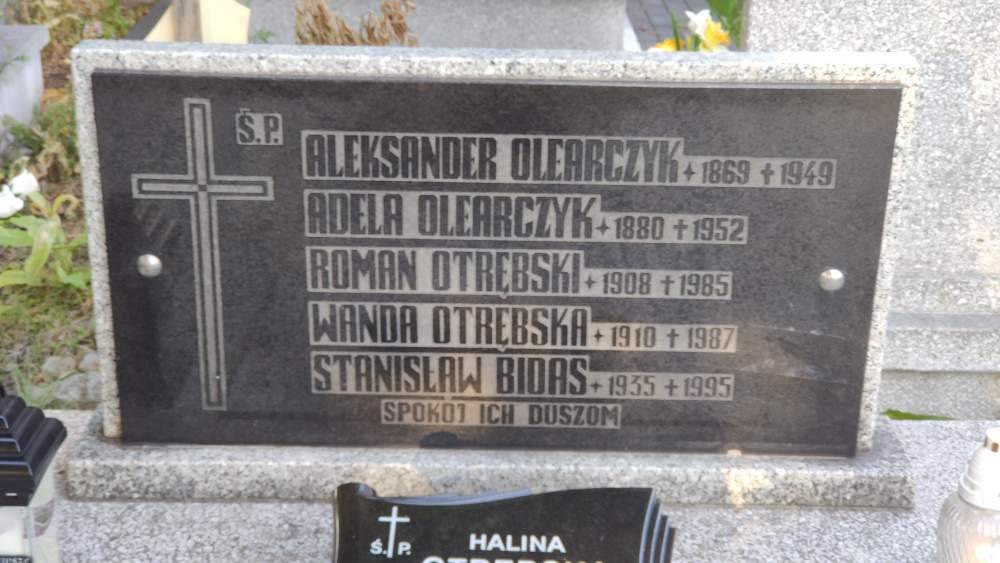 Ś.P.
ALEKSANDER OLEARCZYK * 1869 † 1949
ADELA OLEARCZYK * 1880 † 1952
ROMAN OTRĘBSKI * 1908 † 1985
WANDA OTRĘBSKA * 1910 † 1987
STANISŁAW BIDAS * 1935 † 1995
SPOKÓJ ICH DUSZOM
Ś.P.
HALINA